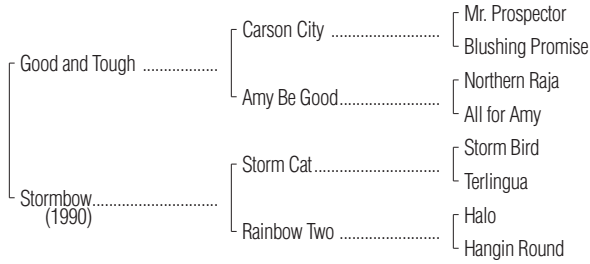 Mr. Prospector
Carson City ..................
Blushing Promise
Good and Tough ..................
Northern Raja
Amy Be Good......................
All for Amy
Storm Bird
Storm Cat............................
Terlingua
Stormbow..............................
(1990)
Halo
Rainbow Two ......................
Hangin Round